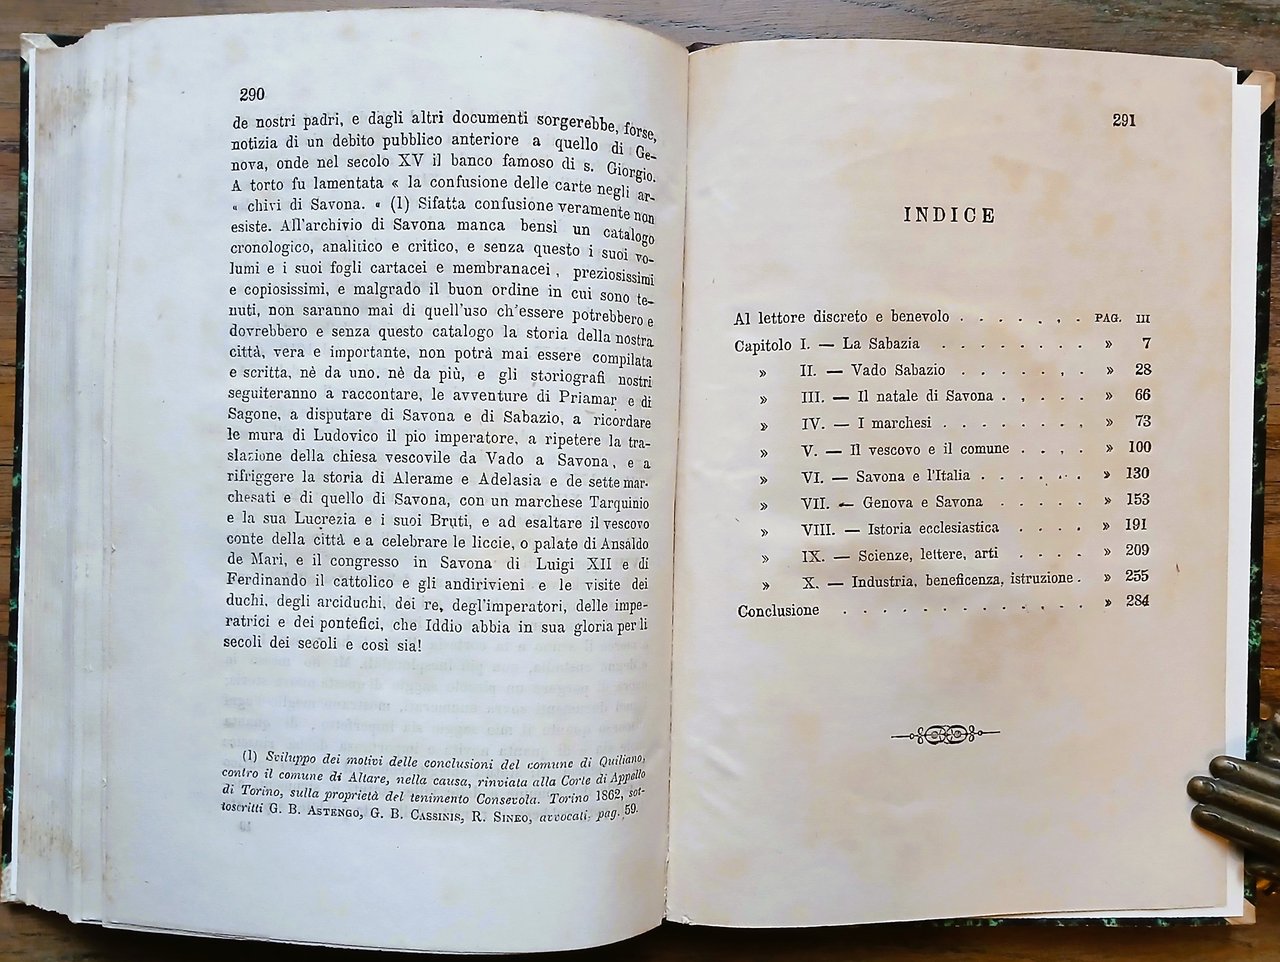 290
de nostri padri, e dagli altri documenti sorgerebbe, forse,
notizia di un debito pubblico anteriore a quello di Ge-
nova, onde nel secolo XV il banco famoso di s. Giorgio.
A torto fu lamentata « la confusione delle carte negli ar-
« chivi di Savona. « (1) Sifatta confusione veramente non
esiste. All'archivio di Savona manca bensi un catalogo
cronologico, analitico e critico, e senza questo i suoi vo-
lumi e i suoi fogli cartacei e membranacei, preziosissimi
e copiosissimi, e malgrado il buon ordine in cui sono te-
nuti, non saranno mai di quell'uso ch'essere potrebbero e
dovrebbero e senza questo catalogo la storia della nostra
città, vera e importante, non potrà mai essere compilata
e scritta, nè da uno. nè da più, e gli storiografi nostri
seguiteranno a raccontare, le avventure di Priamar e di
Sagone, a disputare di Savona e di Sabazio, a ricordare
le mura di Ludovico il pio imperatore, a ripetere la tra-
slazione della chiesa vescovile da Vado a Savona, e a
rifriggere la storia di Alerame e Adelasia e de sette mar-
chesati e di quello di Savona, con un marchese Tarquinio
e la sua Lucrezia e i suoi Bruti, e ad esaltare il vescovo
conte della città e a celebrare le liccie, o palate di Ansaldo
de Mari, e il congresso in Savona di Luigi XII e di
Ferdinando il cattolico e gli andirivieni e le visite dei
duchi, degli arciduchi, dei re, degl'imperatori, delle impe-
ratrici e dei pontefici, che Iddio abbia in sua gloria per li
secoli dei secoli e così sia!
(1) Sviluppo dei motivi delle conclusioni del comune di Quiliano,
contro il comune di Altare, nella causa, rinviata alla Corte di Appello
di Torino, sulla proprietà del tenimento Consevola. Torino 1862, sot-
toscritti G. B. ASTENGO, G. B. CASSINIS, R. SINEO, avvocati, pag. 59.
291
INDICE
Al lettore discreto e benevolo . . . . . . . PAG. III
Capitolo I. — La Sabazia . . . . . . . . » 7
» II. — Vado Sabazio . . . . . . . » 28
» III. — Il natale di Savona . . . . . » 66
» IV. — I marchesi . . . . . . . . » 73
» V. — Il vescovo e il comune . . . . » 100
» VI. — Savona e l'Italia . . . . . . » 130
» VII. — Genova e Savona . . . . . » 153
» VIII. — Istoria ecclesiastica . . . . » 191
» IX. — Scienze, lettere, arti . . . . » 209
» X. — Industria, beneficenza, istruzione . » 255
Conclusione . . . . . . . . . . . . . » 284